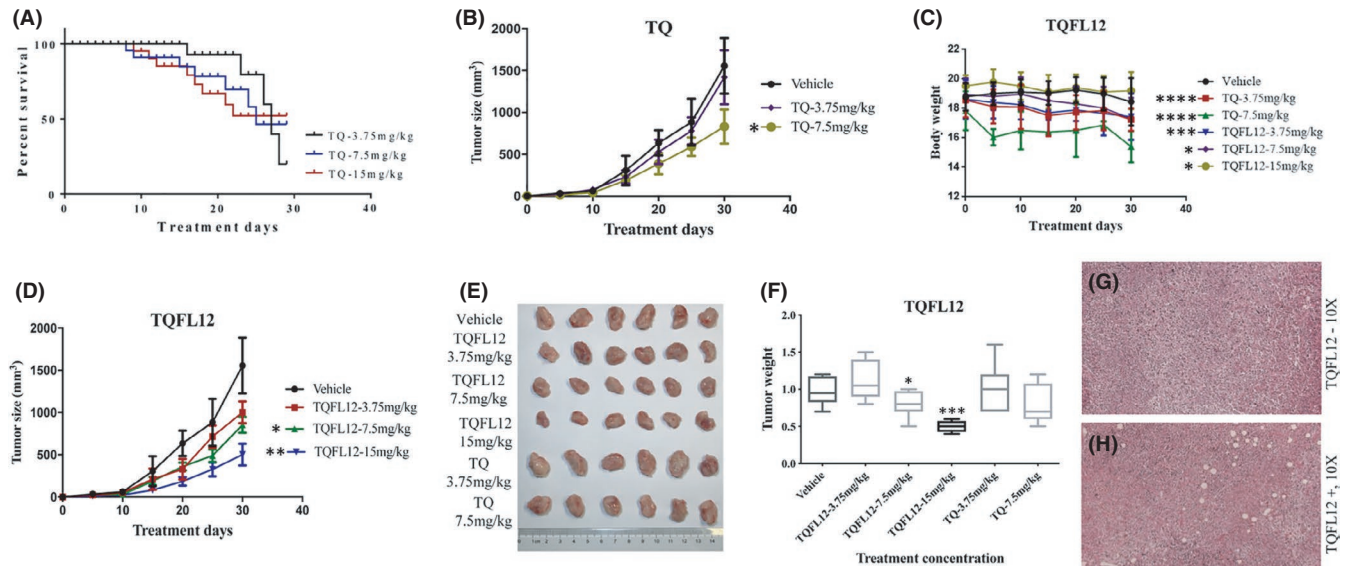 (A)
Percent survival
100
50
0
0
10
20
30
40
Treatment days
TQ-3.75mg/kg
TQ-7.5mg/kg
TQ-15mg/kg
(B)
TQ
Tumor size (mm³)
2000
1500
1000
500
0
0
10
20
30
40
Treatment days
Vehicle
TQ-3.75mg/kg
* TQ-7.5mg/kg
(C)
TQFL12
Body weight
22
20
18
16
14
12
0
10
20
30
40
Treatment days
Vehicle
**** TQ-3.75mg/kg
**** TQ-7.5mg/kg
*** TQFL12-3.75mg/kg
* TQFL12-7.5mg/kg
* TQFL12-15mg/kg
(D)
TQFL12
Tumor size (mm³)
2000
1500
1000
500
0
0
10
20
30
40
Treatment days
Vehicle
TQFL12-3.75mg/kg
* TQFL12-7.5mg/kg
** TQFL12-15mg/kg
(E)
Vehicle
TQFL12
3.75mg/kg
TQFL12
7.5mg/kg
TQFL12
15mg/kg
TQ
3.75mg/kg
TQ
7.5mg/kg
(F)
TQFL12
Tumor weight
2.0
1.5
1.0
0.5
0.0
*
***
Vehicle
TQFL12-3.75mg/kg
TQFL12-7.5mg/kg
TQFL12-15mg/kg
TQ-3.75mg/kg
TQ-7.5mg/kg
Treatment concentration
(G)
TQFL12 - 10X
(H)
TQFL12 +, 10X